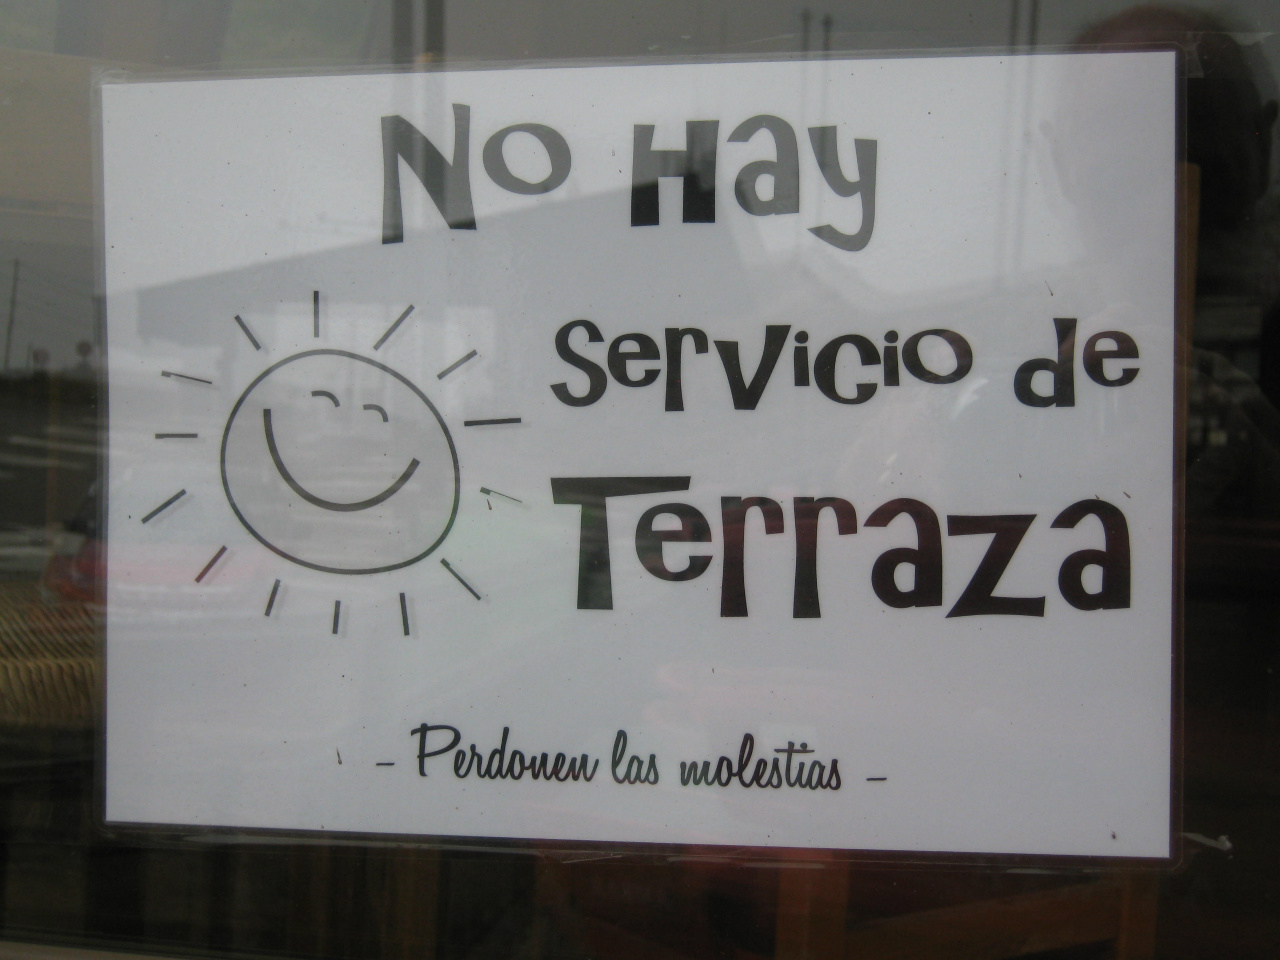 No Hay
Servicio de
Terraza
- Perdonen las molestias -